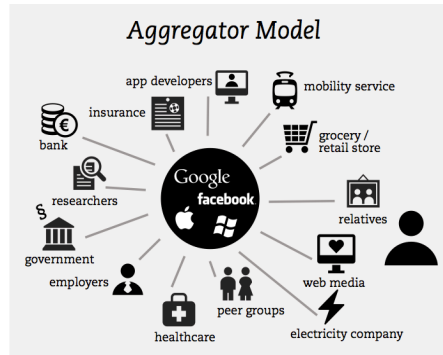 Aggregator Model
app developers
mobility service
insurance
bank
€
grocery /
retail store
Google
facebook
researchers
relatives
§
government
employers
web media
healthcare
peer groups
electricity company